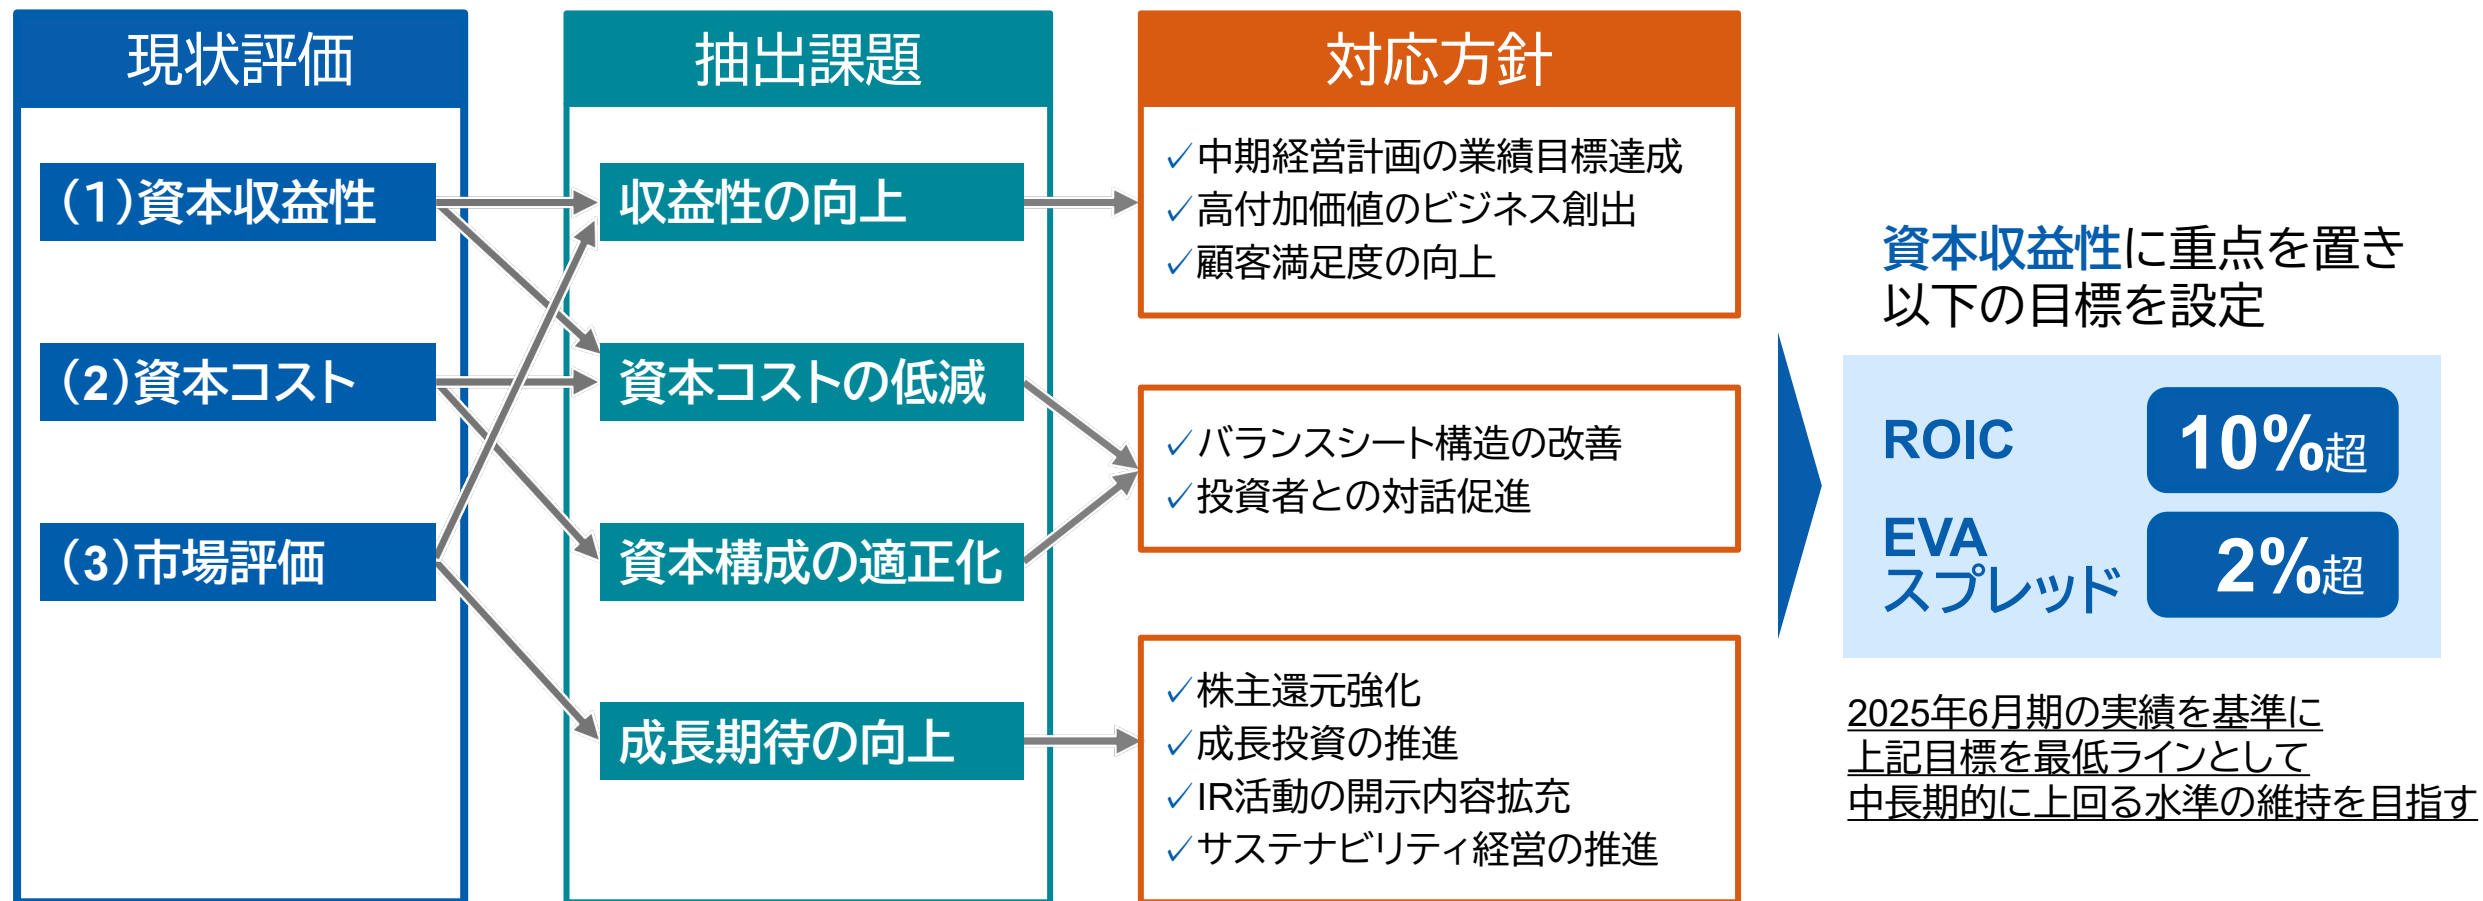 現状評価
(1)資本収益性
(2)資本コスト
(3)市場評価
抽出課題
収益性の向上
資本コストの低減
資本構成の適正化
成長期待の向上
対応方針
✓中期経営計画の業績目標達成
✓高付加価値のビジネス創出
✓顧客満足度の向上
✓バランスシート構造の改善
✓投資者との対話促進
✓株主還元強化
✓成長投資の推進
✓IR活動の開示内容拡充
✓サステナビリティ経営の推進
資本収益性に重点を置き
以下の目標を設定
ROIC 10%超
EVA
スプレッド 2%超
2025年6月期の実績を基準に
上記目標を最低ラインとして
中長期的に上回る水準の維持を目指す